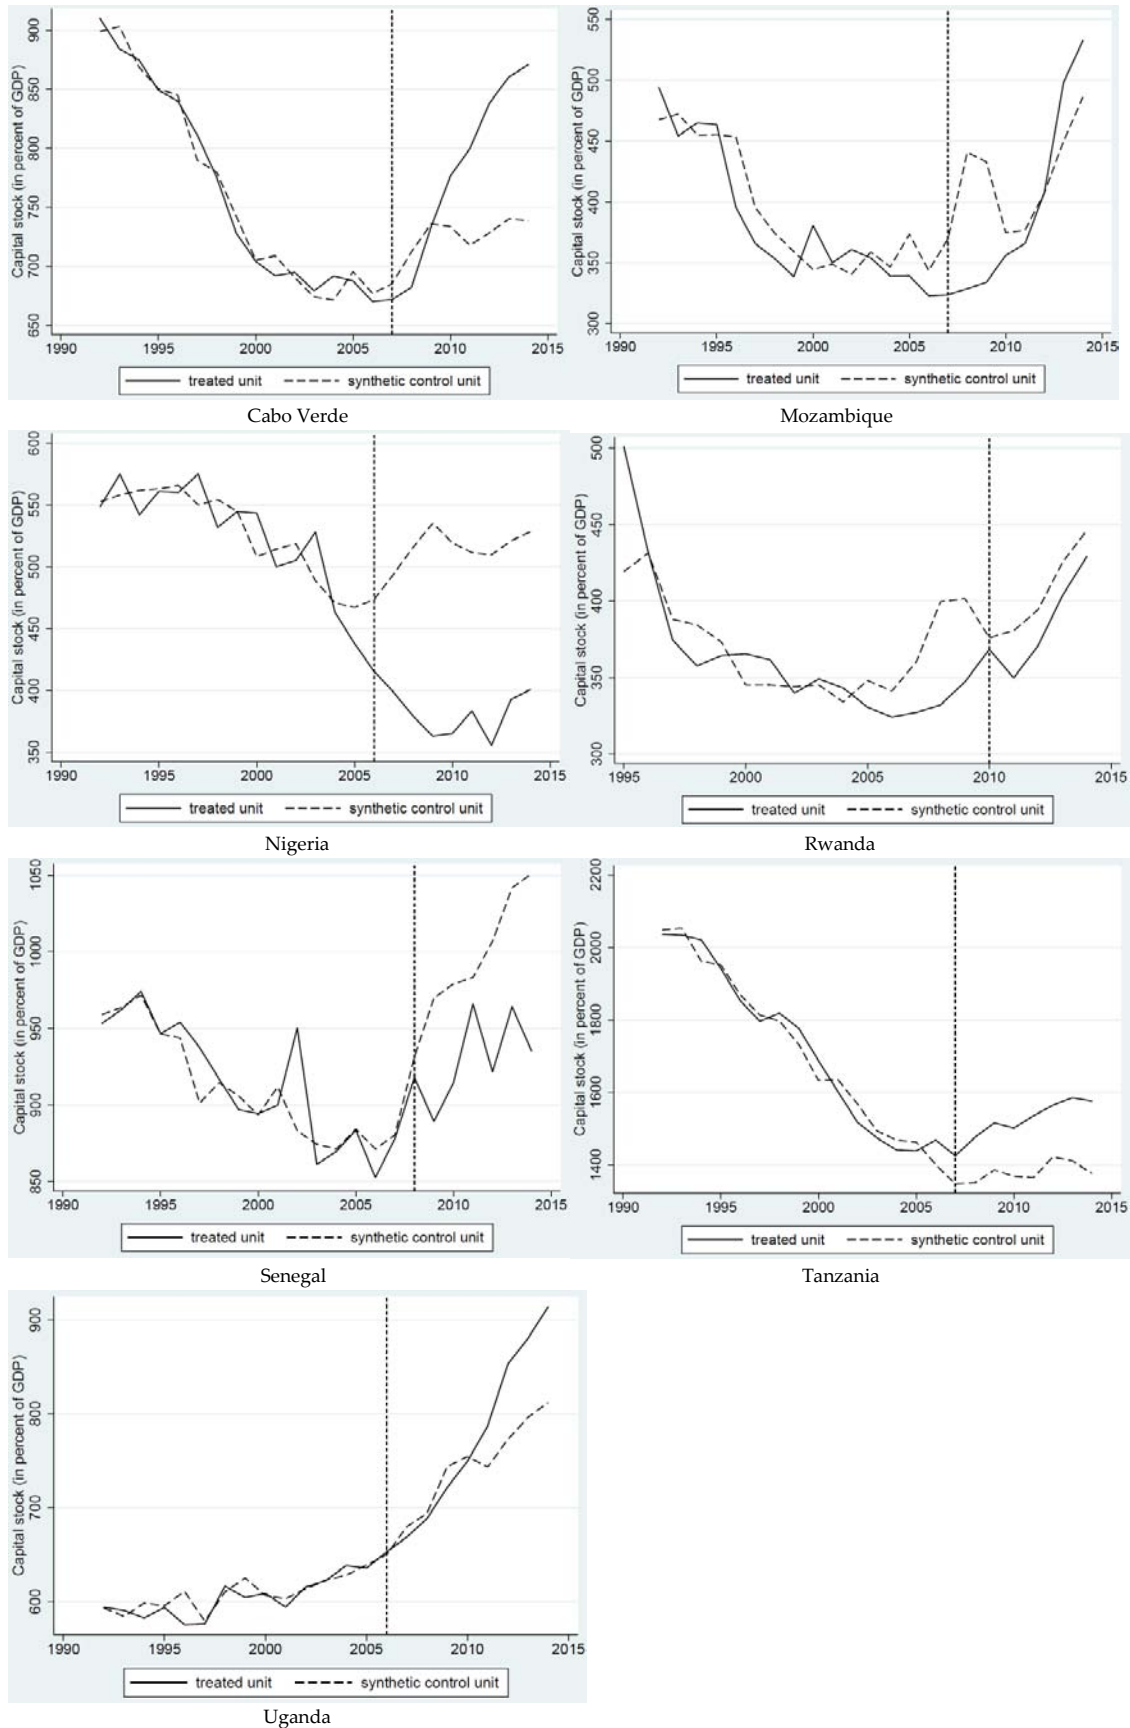 Capital stock (in percent of GDP)
650 700 750 800 850 900
1990 1995 2000 2005 2010 2015
treated unit synthetic control unit
Cabo Verde
Capital stock (in percent of GDP)
300 350 400 450 500 550
1990 1995 2000 2005 2010 2015
treated unit synthetic control unit
Mozambique
Capital stock (in percent of GDP)
350 400 450 500 550 600
1990 1995 2000 2005 2010 2015
treated unit synthetic control unit
Nigeria
Capital stock (in percent of GDP)
300 350 400 450 500
1995 2000 2005 2010 2015
treated unit synthetic control unit
Rwanda
Capital stock (in percent of GDP)
850 900 950 1000 1050
1990 1995 2000 2005 2010 2015
treated unit synthetic control unit
Senegal
Capital stock (in percent of GDP)
1400 1600 1800 2000 2200
1990 1995 2000 2005 2010 2015
treated unit synthetic control unit
Tanzania
Capital stock (in percent of GDP)
600 700 800 900
1990 1995 2000 2005 2010 2015
treated unit synthetic control unit
Uganda